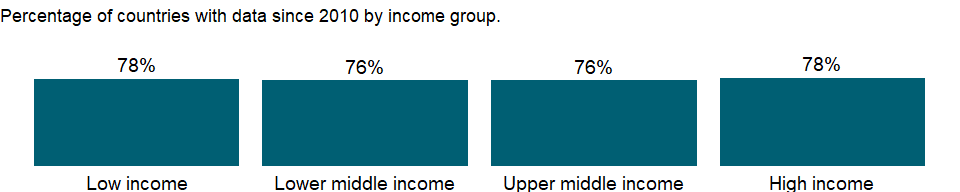 Percentage of countries with data since 2010 by income group.
78% 76% 76% 78%
Low income Lower middle income Upper middle income High income